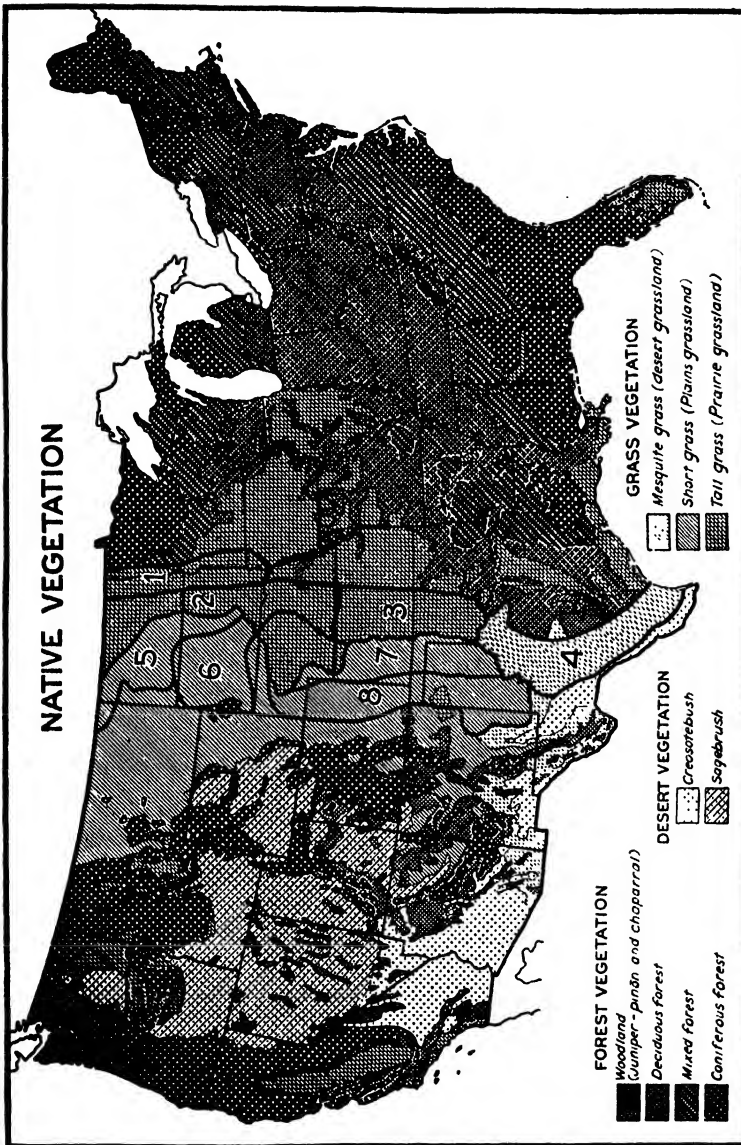 NATIVE VEGETATION
1
2
3
4
5
6
7
8
FOREST VEGETATION
Woodland
(Juniper-piñon and chaparral)
Deciduous forest
Mixed forest
Coniferous forest
DESERT VEGETATION
Creosotebush
Sagebrush
GRASS VEGETATION
Mesquite grass (desert grassland)
Short grass (Plains grassland)
Tall grass (Prairie grassland)